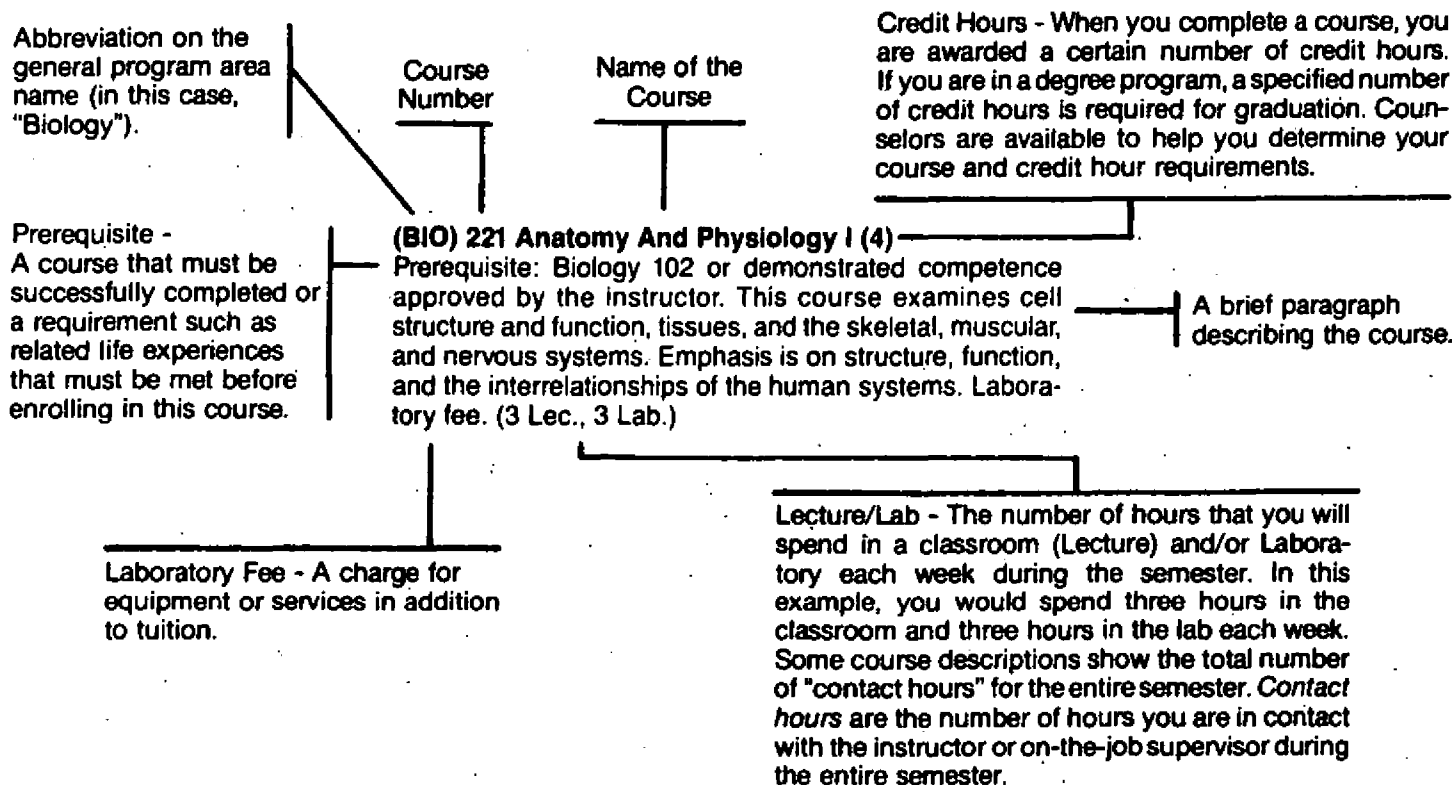 Abbreviation on the
general program area
name (in this case,
"Biology").
Course
Number
Name of the
Course
Credit Hours - When you complete a course, you
are awarded a certain number of credit hours.
If you are in a degree program, a specified number
of credit hours is required for graduation. Coun-
selors are available to help you determine your
course and credit hour requirements.
Prerequisite -
A course that must be
successfully completed or
a requirement such as
related life experiences
that must be met before
enrolling in this course.
(BIO) 221 Anatomy And Physiology I (4)
Prerequisite: Biology 102 or demonstrated competence
approved by the instructor. This course examines cell
structure and function, tissues, and the skeletal, muscular,
and nervous systems. Emphasis is on structure, function,
and the interrelationships of the human systems. Labora-
tory fee. (3 Lec., 3 Lab.)
A brief paragraph
describing the course.
Laboratory Fee - A charge for
equipment or services in addition
to tuition.
Lecture/Lab - The number of hours that you will
spend in a classroom (Lecture) and/or Labora-
tory each week during the semester. In this
example, you would spend three hours in the
classroom and three hours in the lab each week.
Some course descriptions show the total number
of "contact hours" for the entire semester. Contact
hours are the number of hours you are in contact
with the instructor or on-the-job supervisor during
the entire semester.